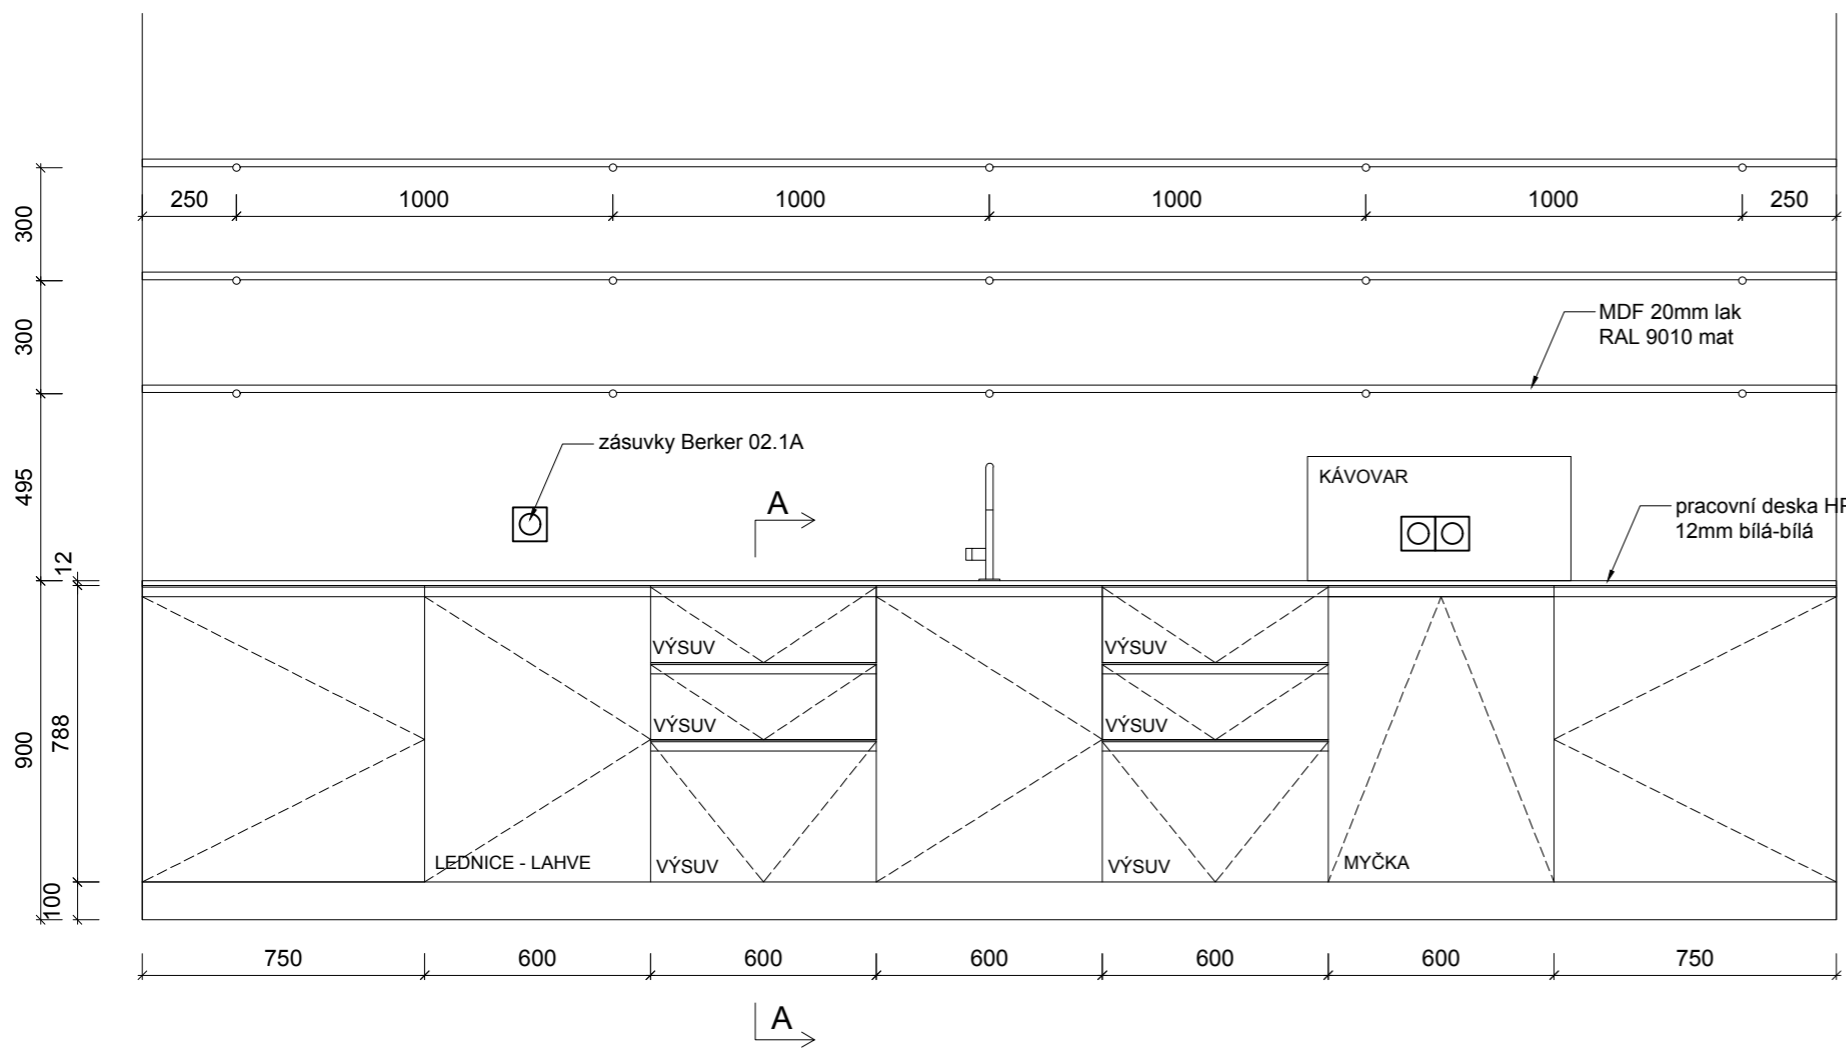 250 1000 1000 1000 1000 250
300
300
MDF 20mm lak
RAL 9010 mat
zásuvky Berker 02.1A
495
KÁVOVAR
A
pracovní deska
12mm bílá-bílá
12
VÝSUV VÝSUV
VÝSUV VÝSUV
788
900
LEDNICE - LAHVE VÝSUV VÝSUV MYČKA
100
750 600 600 600 600 600 750
A